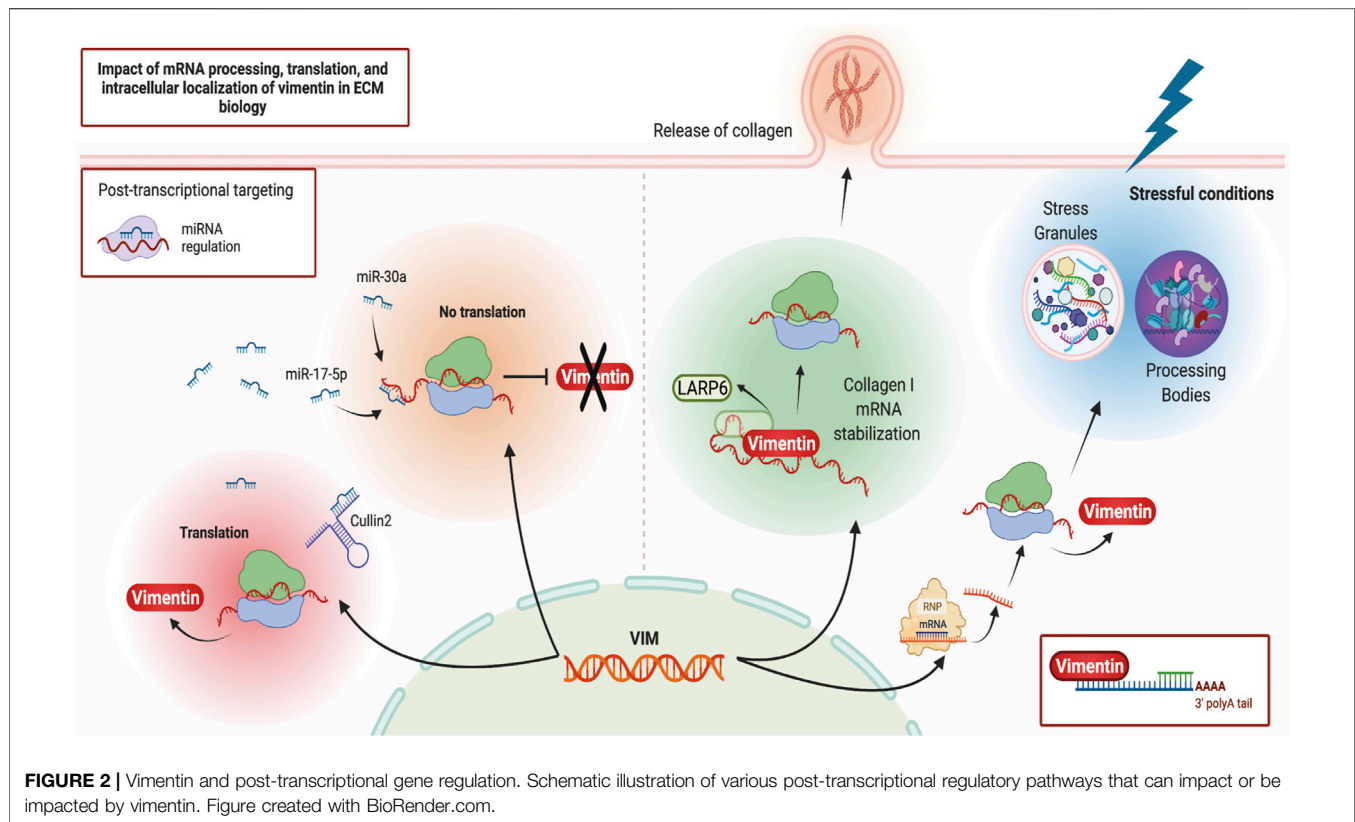 Impact of mRNA processing, translation, and
intracellular localization of vimentin in ECM
biology
Post-transcriptional targeting
miRNA
regulation
miR-30a
No translation
miR-17-5p
Vimentin
Translation
Cullin2
Vimentin
Release of collagen
LARP6
Vimentin
Collagen I
mRNA
stabilization
Stressful conditions
Stress
Granules
Processing
Bodies
Vimentin
RNP
mRNA
VIM
Vimentin
AAAA
3' polyA tail
FIGURE 2 | Vimentin and post-transcriptional gene regulation. Schematic illustration of various post-transcriptional regulatory pathways that can impact or be
impacted by vimentin. Figure created with BioRender.com.